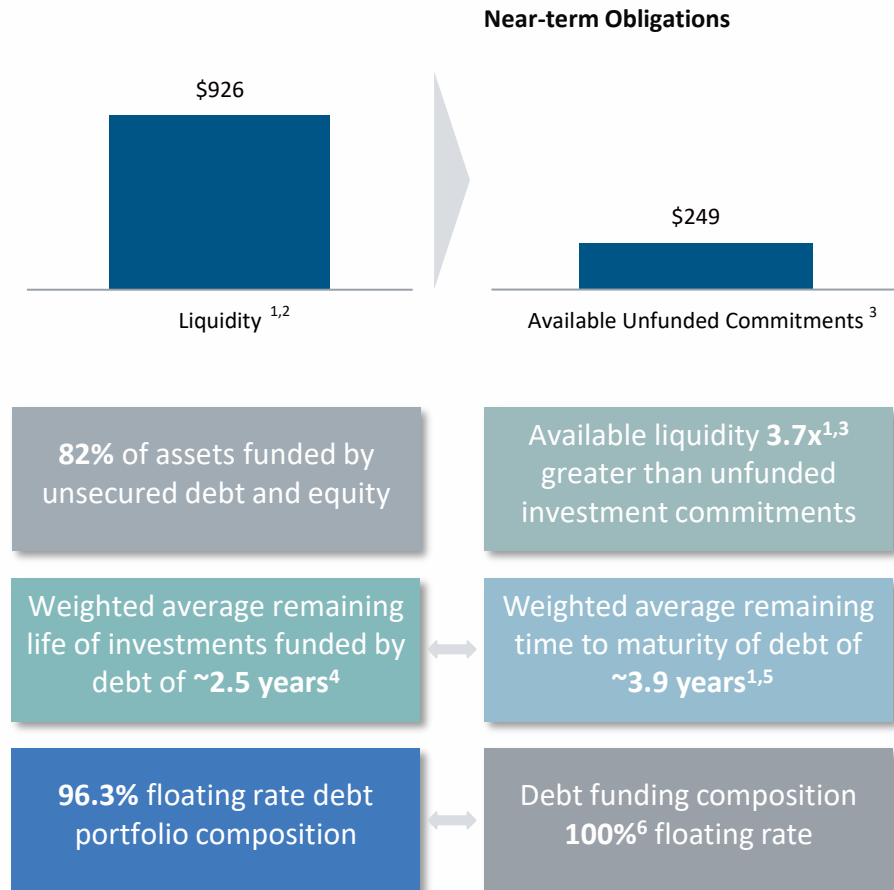 Near-term Obligations
$926
$249
Liquidity 1,2
Available Unfunded Commitments 3
82% of assets funded by
unsecured debt and equity
Available liquidity 3.7x1,3
greater than unfunded
investment commitments
Weighted average remaining
life of investments funded by
debt of ~2.5 years4
Weighted average remaining
time to maturity of debt of
~3.9 years1,5
96.3% floating rate debt
portfolio composition
Debt funding composition
100%6 floating rate